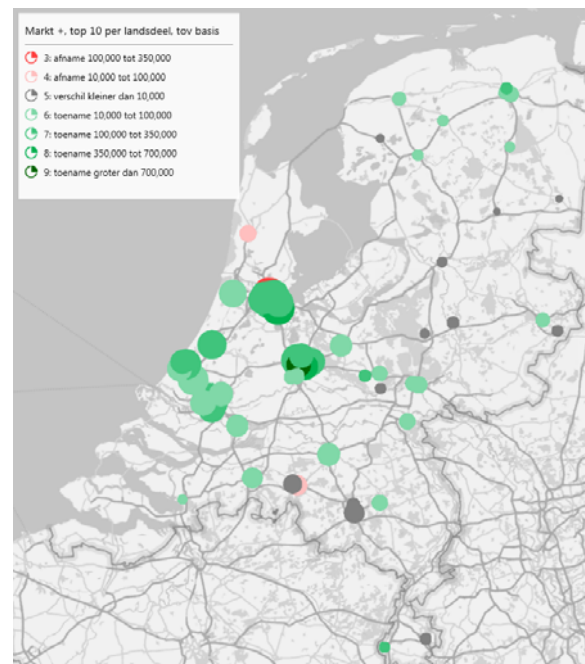 Markt +, top 10 per landsdeel, tov basis
3: afname 100,000 tot 350,000
4: afname 10,000 tot 100,000
5: verschil kleiner dan 10,000
6: toename 10,000 tot 100,000
7: toename 100,000 tot 350,000
8: toename 350,000 tot 700,000
9: toename groter dan 700,000